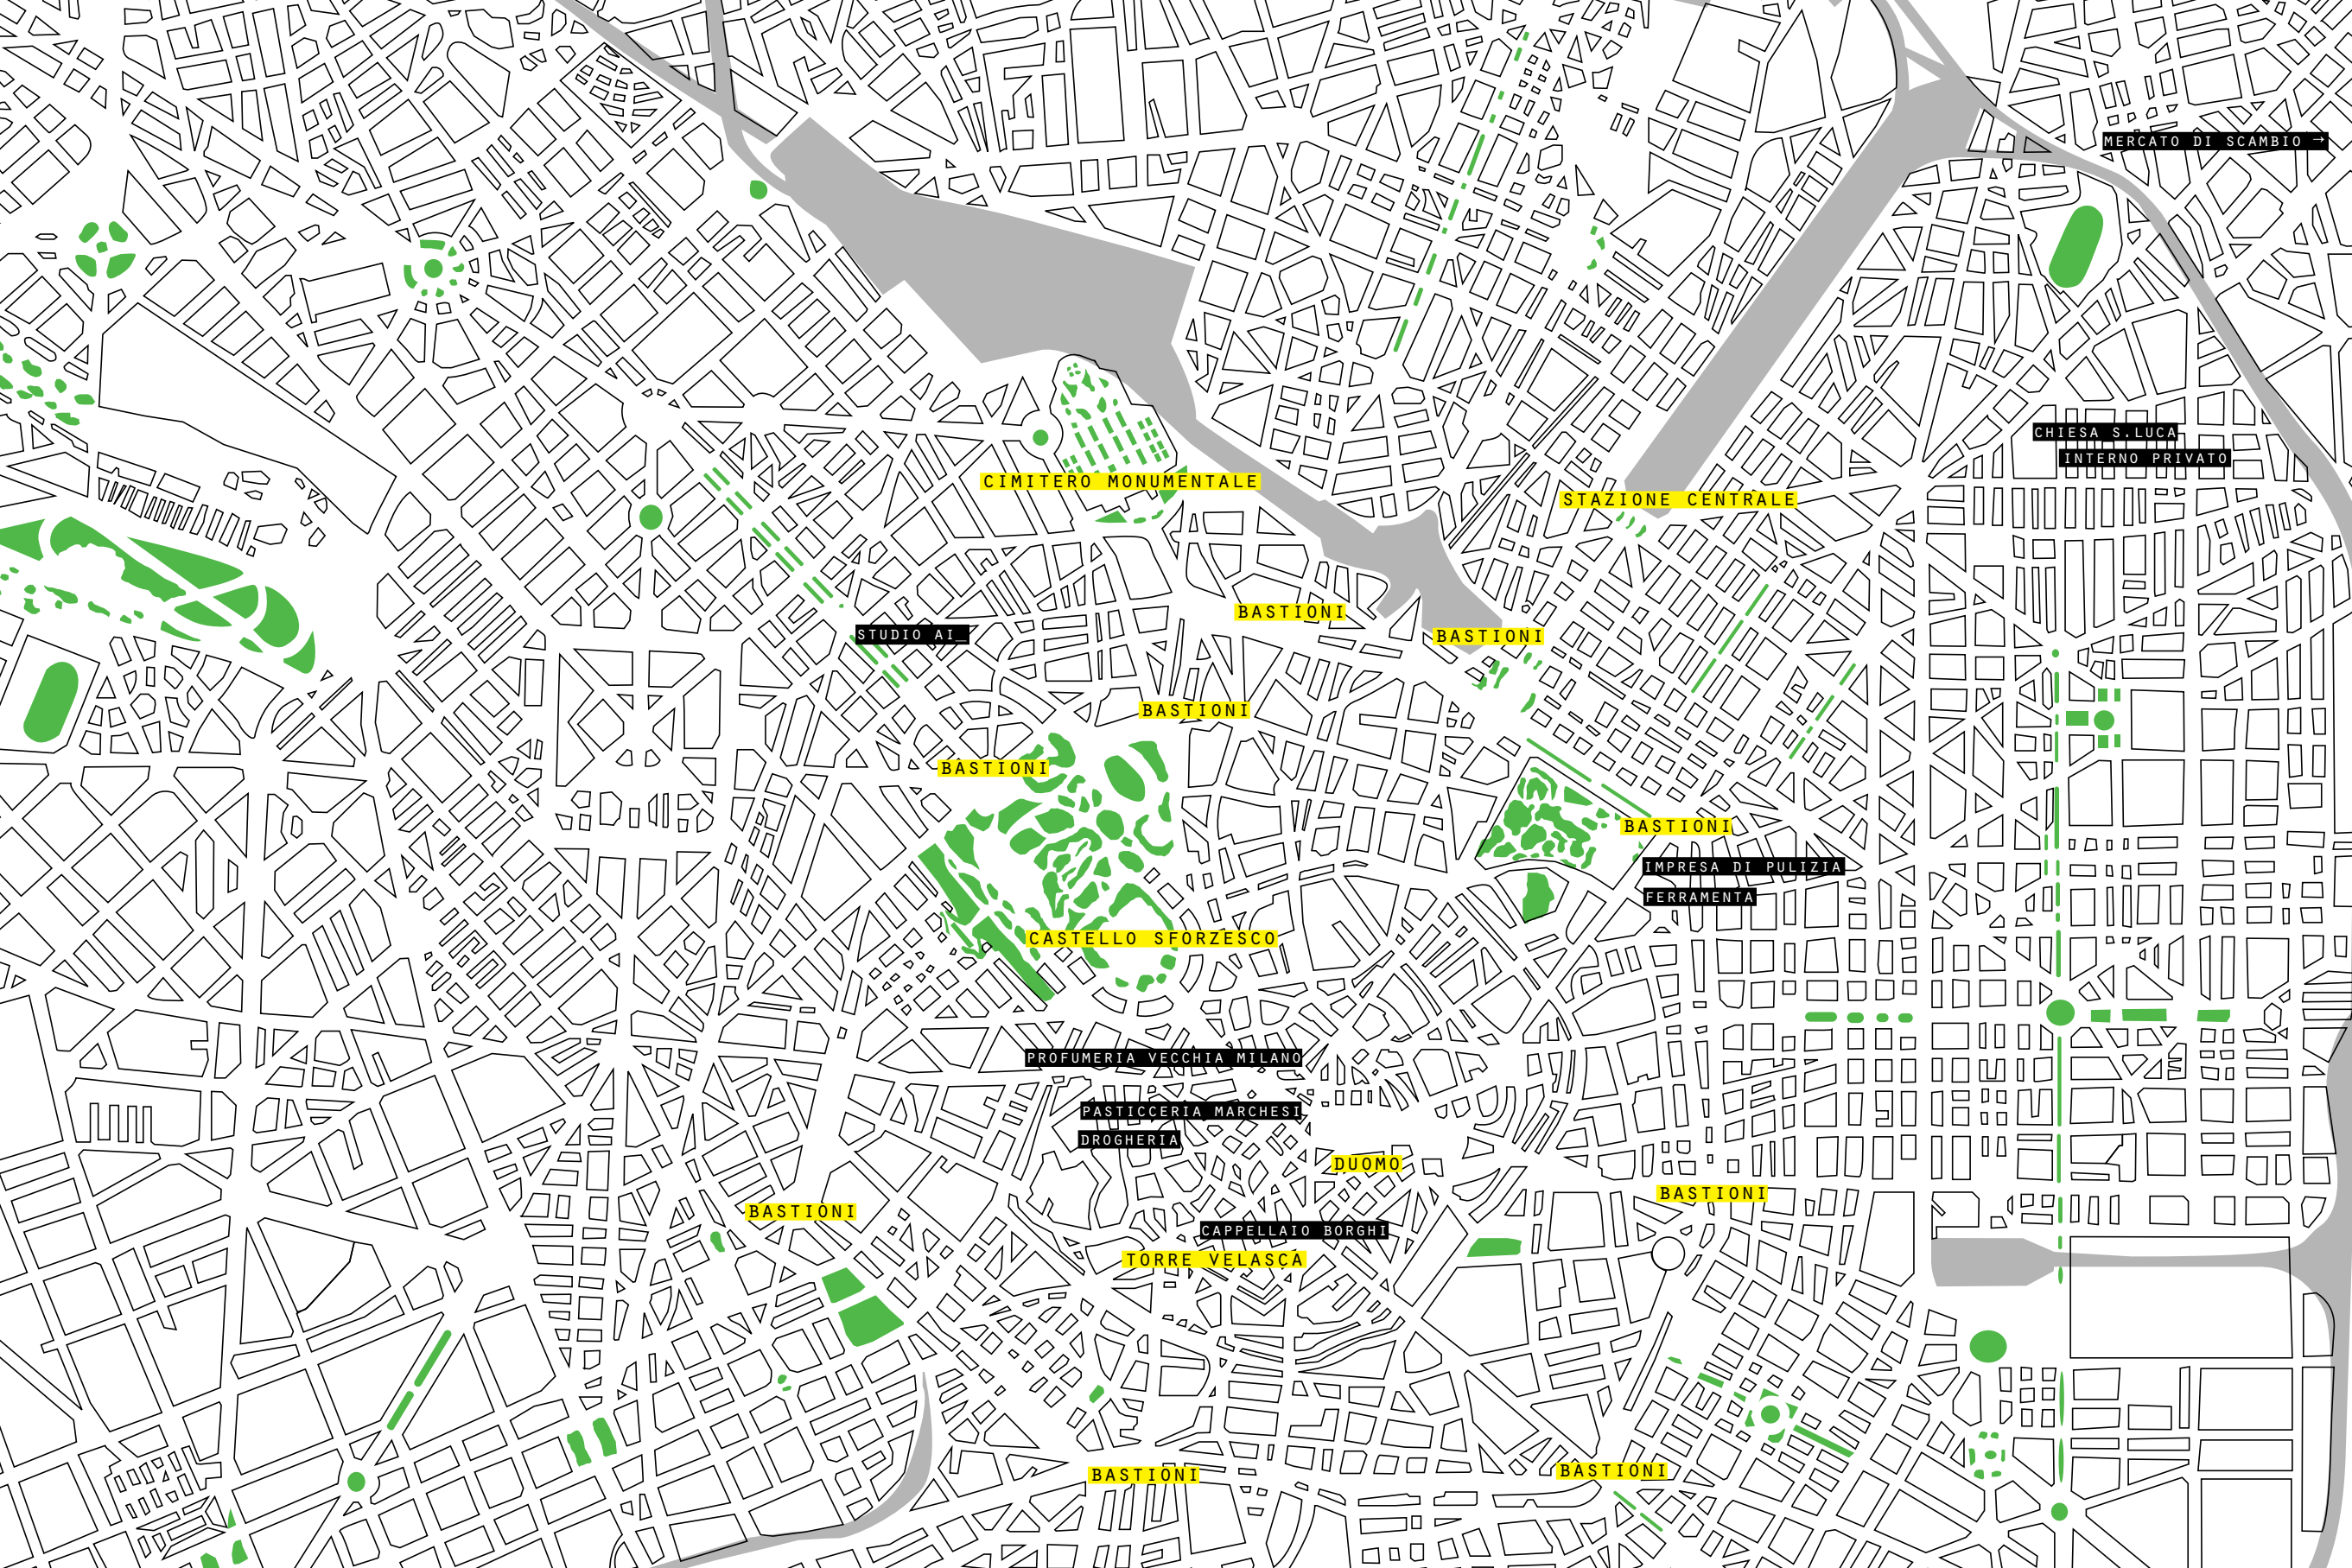 MERCATO DI SCAMBIO →
CHIESA S.LUCA
INTERNO PRIVATO
CIMITERO MONUMENTALE
STAZIONE CENTRALE
BASTIONI
STUDIO AI_
BASTIONI
BASTIONI
BASTIONI
BASTIONI
IMPRESA DI PULIZIA
FERRAMENTA
CASTELLO SFORZESCO
PROFUMERIA VECCHIA MILANO
PASTICCERIA MARCHESI
DROGHERIA
DUOMO
BASTIONI
BASTIONI
CAPPELLAIO BORGHI
TORRE VELASCA
BASTIONI
BASTIONI